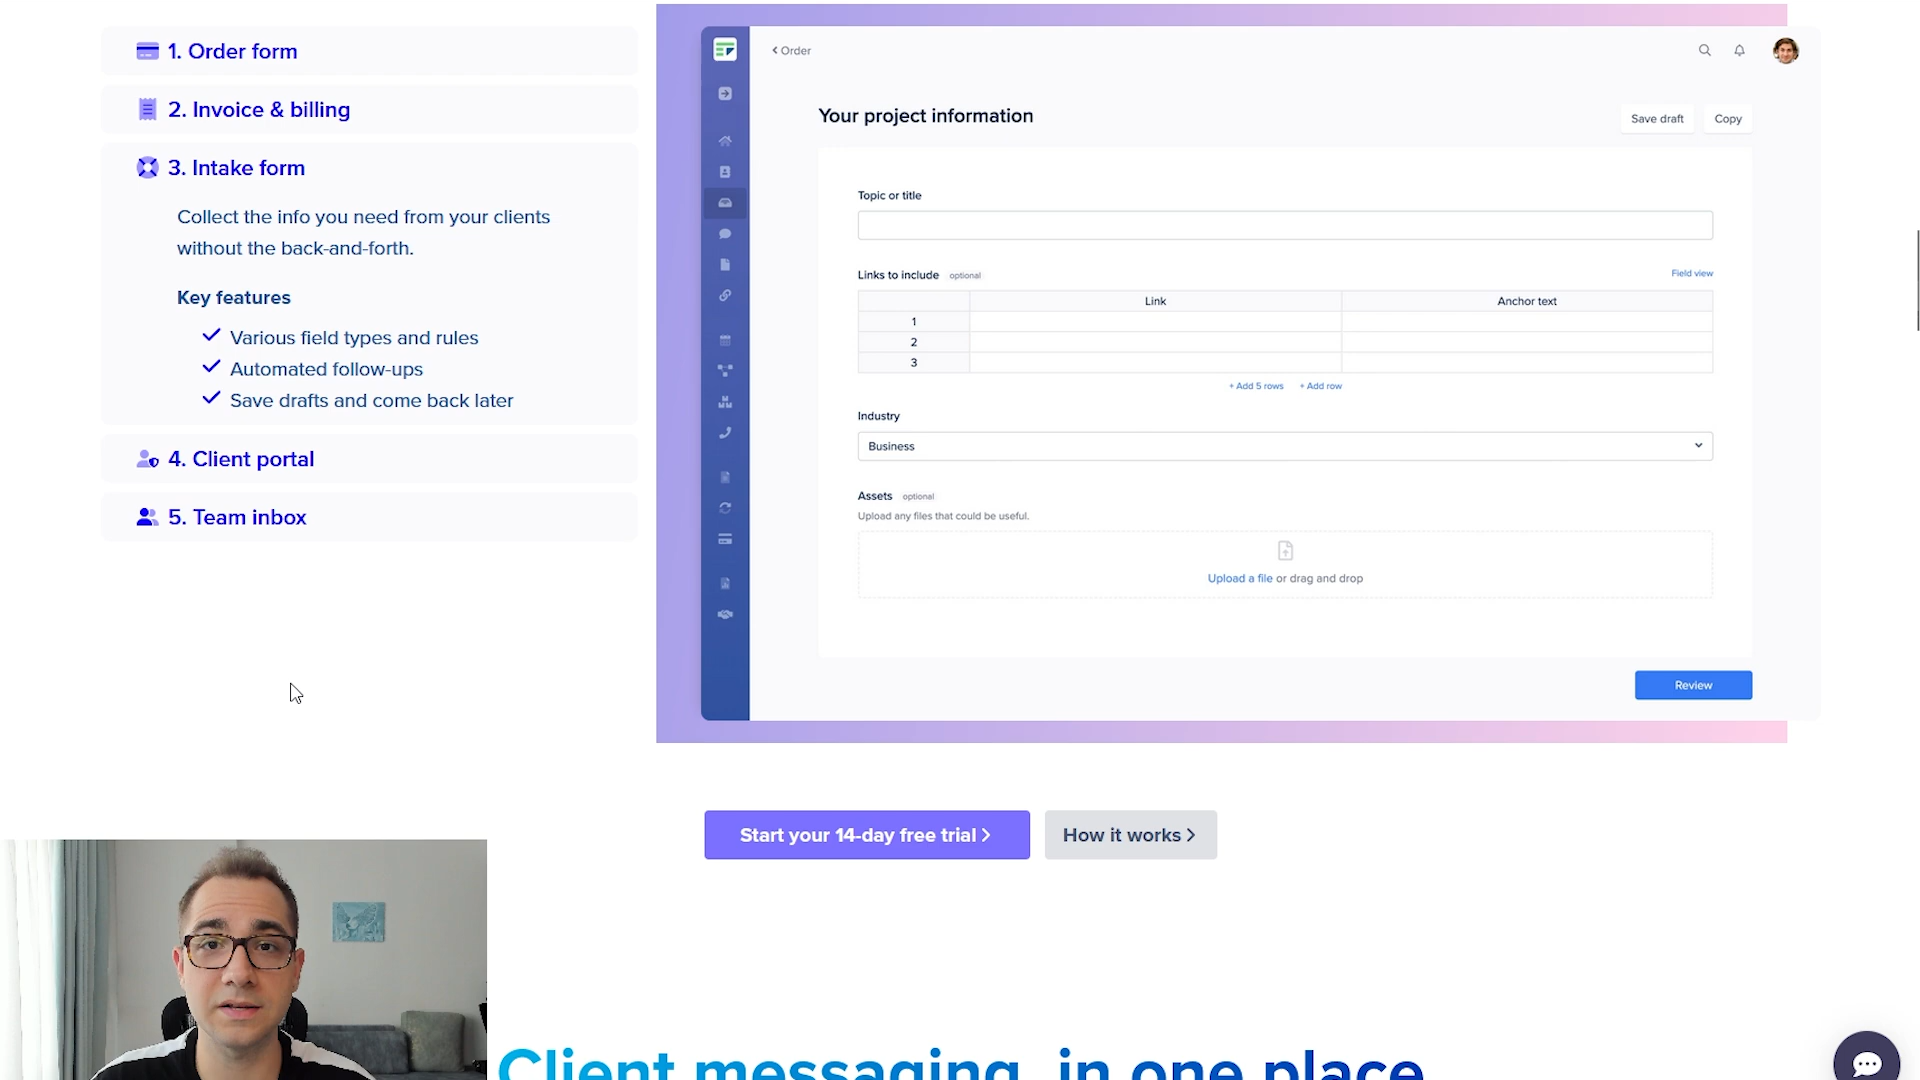 1. Order form
2. Invoice & billing
3. Intake form
Collect the info you need from your clients
without the back-and-forth.
Key features
Various field types and rules
Automated follow-ups
Save drafts and come back later
4. Client portal
5. Team inbox
Order
Your project information
Save draft
Copy
Topic or title
Links to include optional
Field view
Link
Anchor text
1
2
3
+ Add 5 rows
+ Add row
Industry
Business
Assets optional
Upload any files that could be useful.
Upload a file or drag and drop
Review
Start your 14-day free trial
How it works
Client messaging, in one place